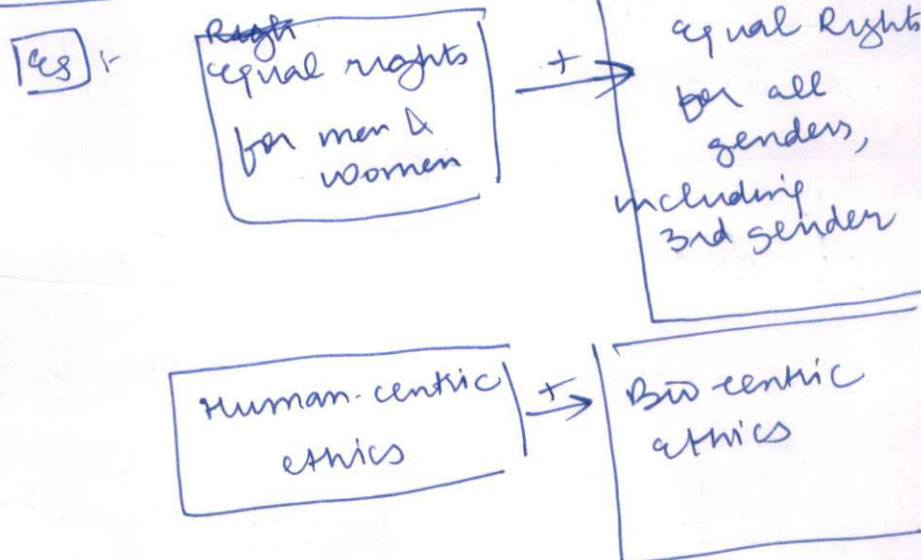 Eg :-
Righ
equal rights
for men &
women
+
equal Rights
for all
genders,
including
3rd gender
Human-centric
ethics
+
Bio centric
ethics